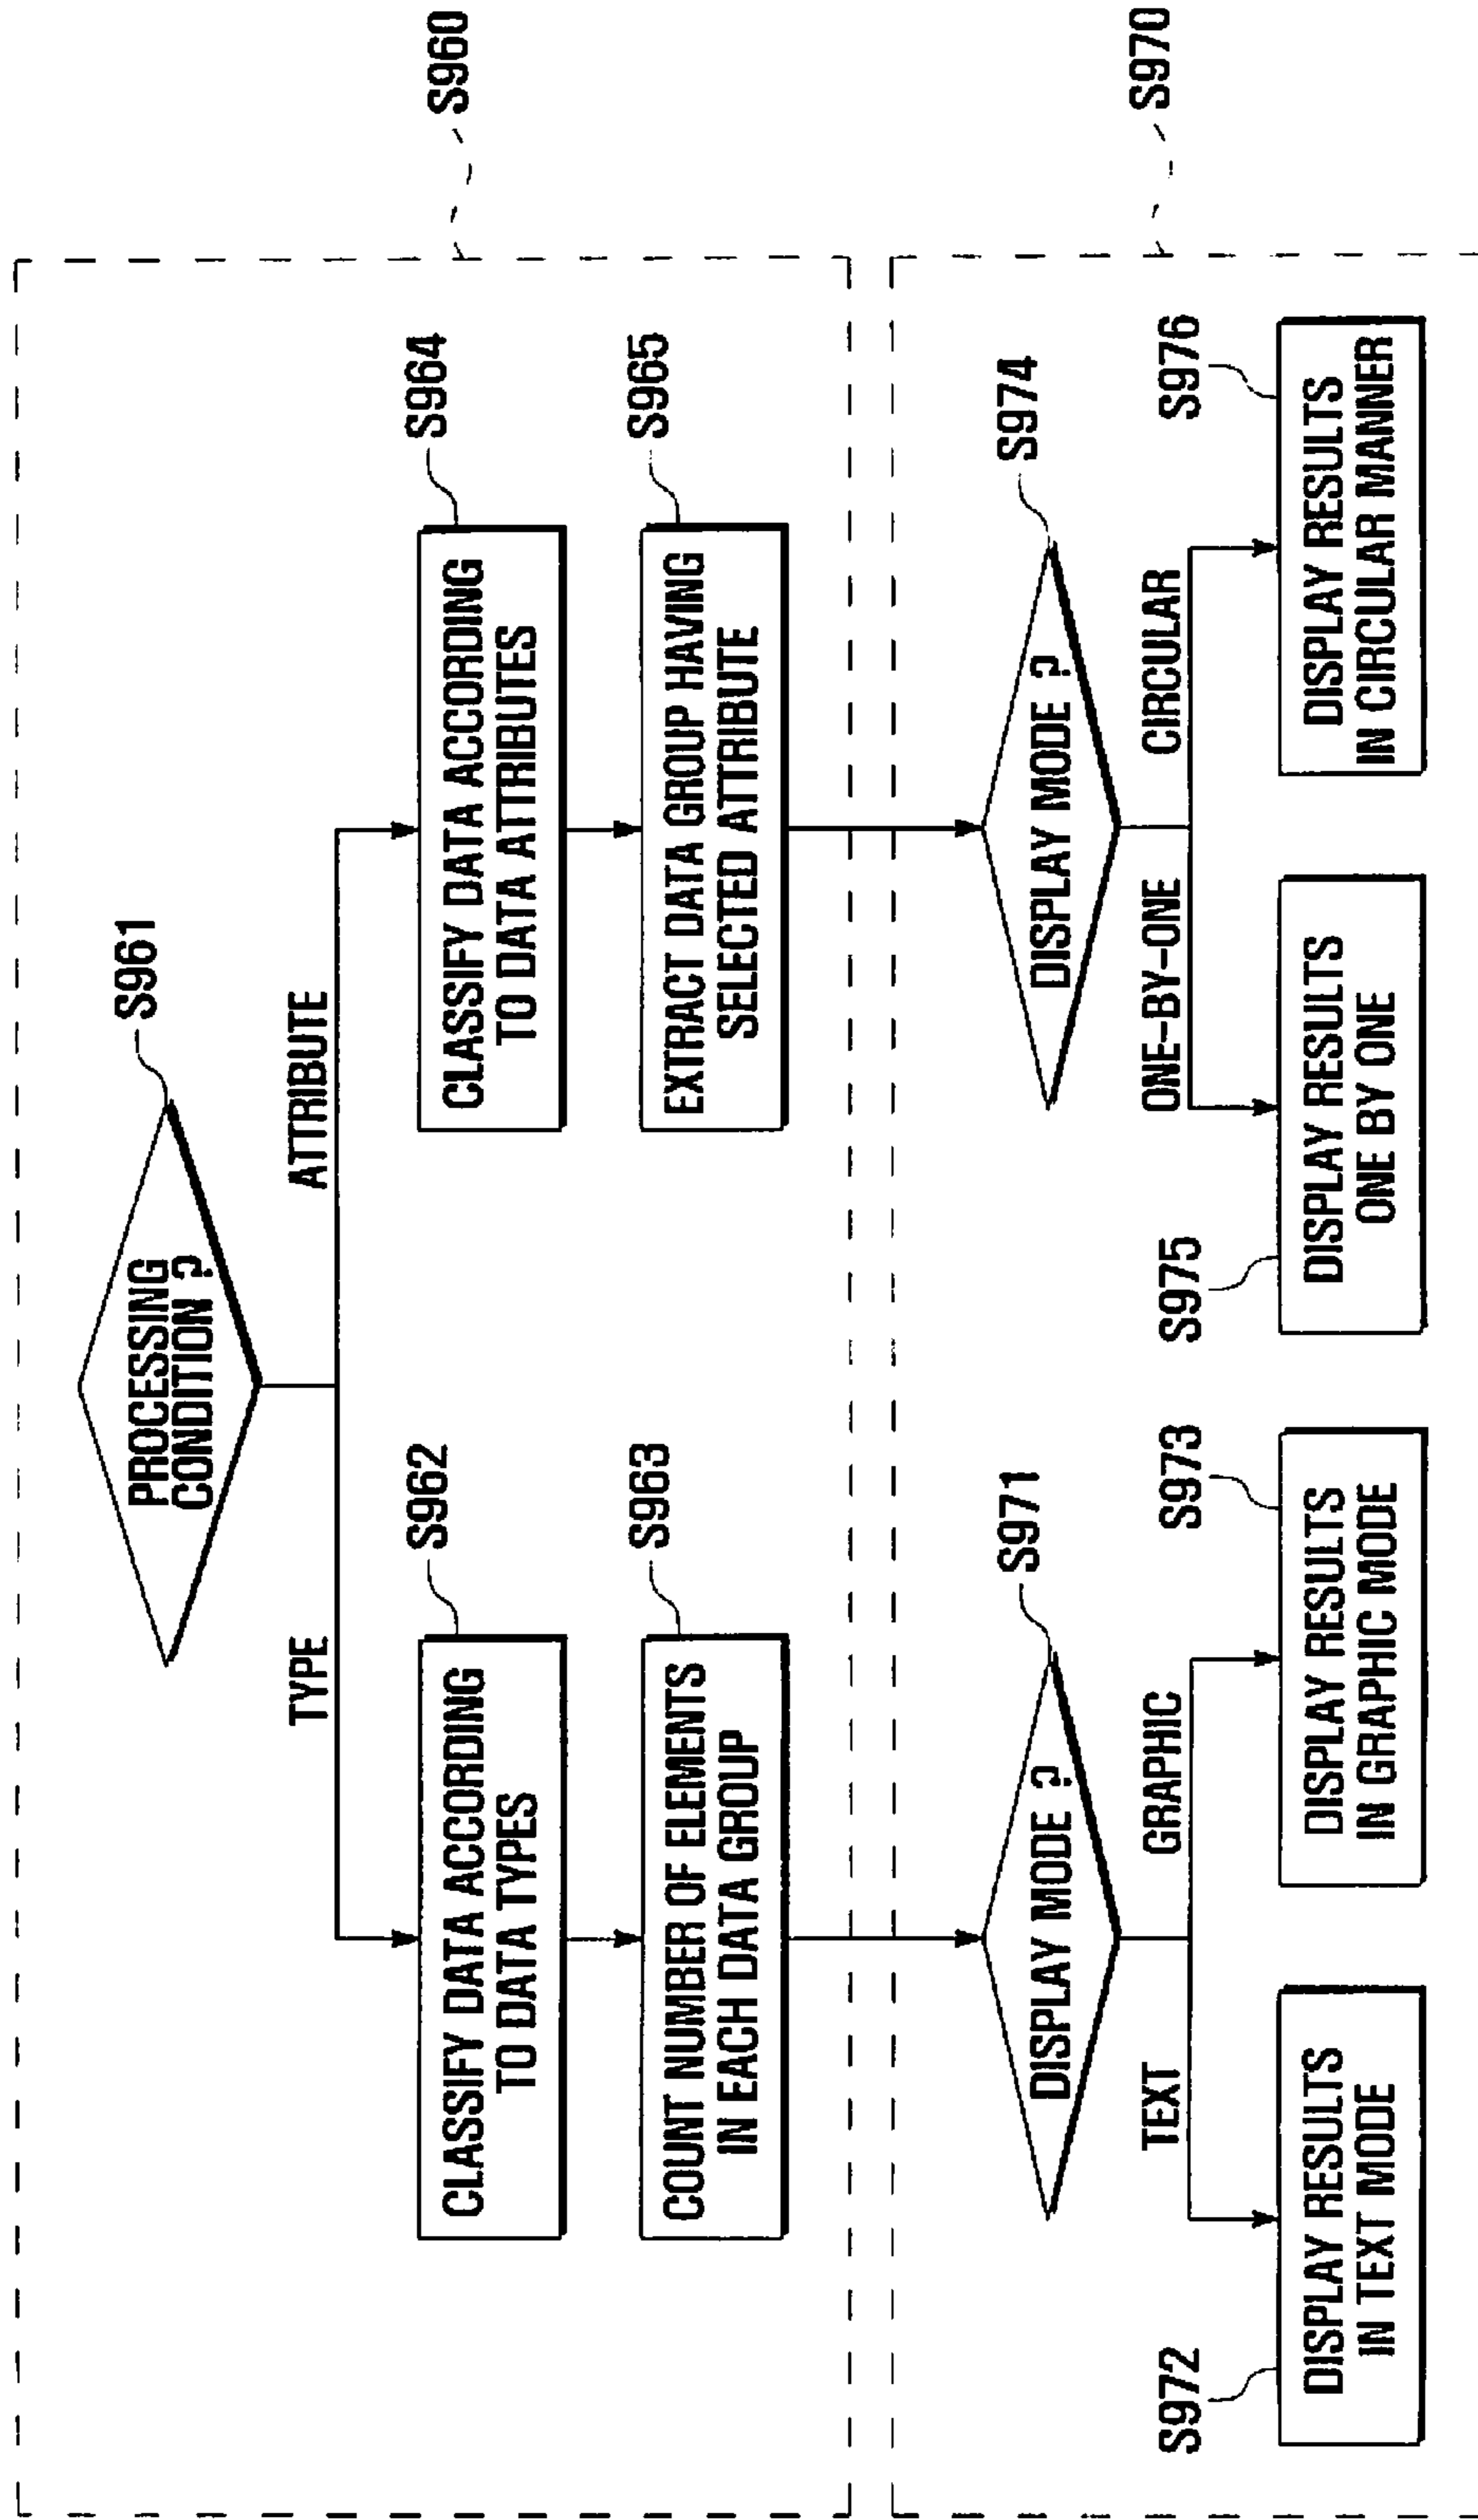 S960
S961
PROCESSING
CONDITION ?
TYPE
ATTRIBUTE
S962
CLASSIFY DATA ACCORDING
TO DATA TYPES
S964
CLASSIFY DATA ACCORDING
TO DATA ATTRIBUTES
S963
COUNT NUMBER OF ELEMENTS
IN EACH DATA GROUP
S965
EXTRACT DATA GROUP HAVING
SELECTED ATTRIBUTE
S970
S971
DISPLAY MODE ?
S974
DISPLAY MODE ?
TEXT
GRAPHIC
ONE-BY-ONE
CIRCULAR
S972
DISPLAY RESULTS
IN TEXT MODE
S973
DISPLAY RESULTS
IN GRAPHIC MODE
S975
DISPLAY RESULTS
ONE BY ONE
S976
DISPLAY RESULTS
IN CIRCULAR MANNER